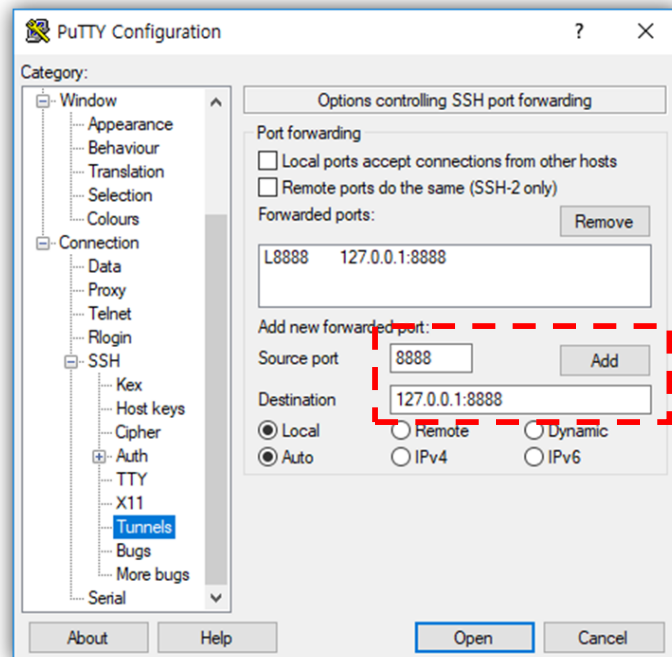 PuTTY Configuration ? ×
Category:
Window
Appearance
Behaviour
Translation
Selection
Colours
Connection
Data
Proxy
Telnet
Rlogin
SSH
Kex
Host keys
Cipher
Auth
TTY
X11
Tunnels
Bugs
More bugs
Serial
Options controlling SSH port forwarding
Port forwarding
Local ports accept connections from other hosts
Remote ports do the same (SSH-2 only)
Forwarded ports:
Remove
L8888 127.0.0.1:8888
Add new forwarded port:
Source port 8888 Add
Destination 127.0.0.1:8888
Local Remote Dynamic
Auto IPv4 IPv6
About Help Open Cancel